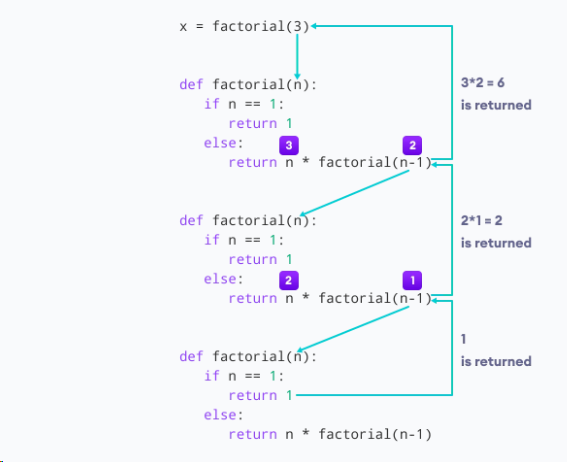 x = factorial(3)
def factorial(n):
if n == 1:
return 1
else:
3 2
return n * factorial(n-1)
3*2 = 6
is returned
def factorial(n):
if n == 1:
return 1
else:
2 1
return n * factorial(n-1)
2*1 = 2
is returned
def factorial(n):
if n == 1:
return 1
else:
return n * factorial(n-1)
1
is returned